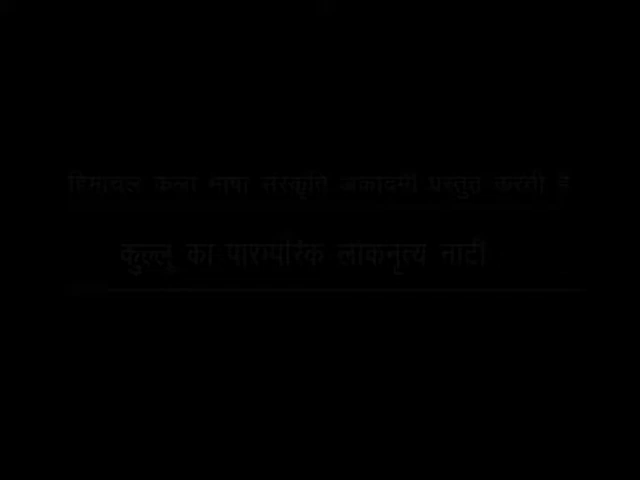 हिमाचल कला भाषा संस्कृति अकादमी प्रस्तुत करती है
कुल्लू का पारम्परिक लोकनृत्य नाटी